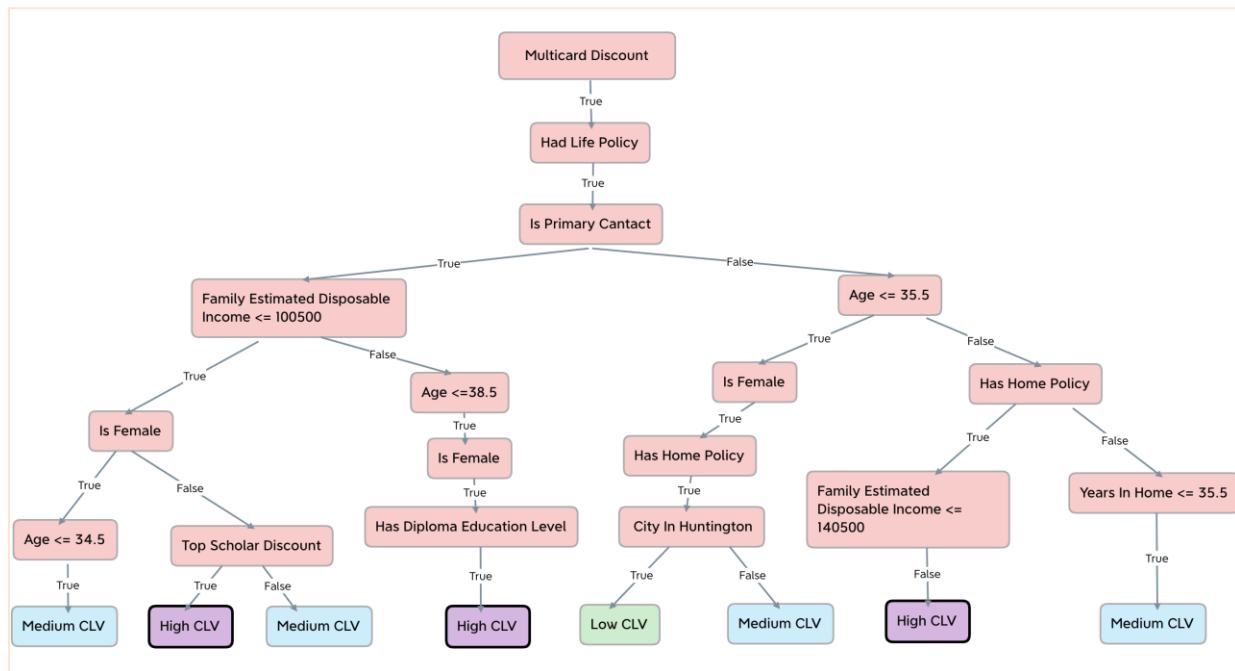 Multicard Discount
True
Had Life Policy
True
Is Primary Cantact
True
False
Family Estimated Disposable
Income <= 100500
Age <= 35.5
True
False
True
False
Age <=38.5
Is Female
Has Home Policy
Is Female
True
True
True
False
True
False
Is Female
Has Home Policy
Age <= 34.5
Top Scholar Discount
True
Has Diploma Education Level
True
City In Huntington
Family Estimated
Disposable Income <=
140500
Years In Home <= 35.5
True
True
False
True
True
False
False
True
Medium CLV
High CLV
Medium CLV
High CLV
Low CLV
Medium CLV
High CLV
Medium CLV